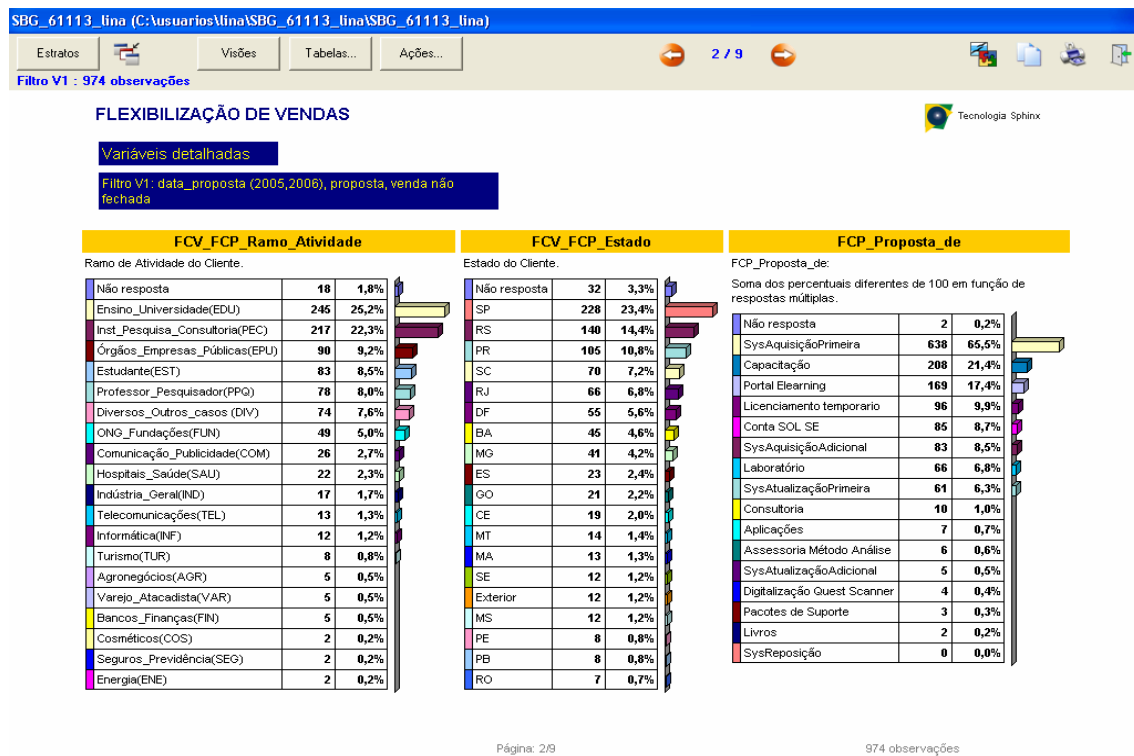 SBG_61113_lina (C:\usuarios\lina\SBG_61113_lina\SBG_61113_lina)
Estratos Visões Tabelas... Ações... 2 / 9
Filtro V1 : 974 observações
FLEXIBILIZAÇÃO DE VENDAS
Tecnologia Sphinx
Variáveis detalhadas
Filtro V1: data_proposta (2005,2006), proposta, venda não
fechada
FCV_FCP_Ramo_Atividade
Ramo de Atividade do Cliente.
Não resposta 18 1,8%
Ensino_Universidade(EDU) 245 25,2%
Inst_Pesquisa_Consultoria(PEC) 217 22,3%
Órgãos_Empresas_Públicas(EPU) 90 9,2%
Estudante(EST) 83 8,5%
Professor_Pesquisador(PPQ) 78 8,0%
Diversos_Outros_casos (DIV) 74 7,6%
ONG_Fundações(FUN) 49 5,0%
Comunicação_Publicidade(COM) 26 2,7%
Hospitais_Saúde(SAU) 22 2,3%
Indústria_Geral(IND) 17 1,7%
Telecomunicações(TEL) 13 1,3%
Informática(INF) 12 1,2%
Turismo(TUR) 8 0,8%
Agronegócios(AGR) 5 0,5%
Varejo_Atacadista(VAR) 5 0,5%
Bancos_Finanças(FIN) 5 0,5%
Cosméticos(COS) 2 0,2%
Seguros_Previdência(SEG) 2 0,2%
Energia(ENE) 2 0,2%
FCV_FCP_Estado
Estado do Cliente.
Não resposta 32 3,3%
SP 228 23,4%
RS 140 14,4%
PR 105 10,8%
SC 70 7,2%
RJ 66 6,8%
DF 55 5,6%
BA 45 4,6%
MG 41 4,2%
ES 23 2,4%
GO 21 2,2%
CE 19 2,0%
MT 14 1,4%
MA 13 1,3%
SE 12 1,2%
Exterior 12 1,2%
MS 12 1,2%
PE 8 0,8%
PB 8 0,8%
RO 7 0,7%
FCP_Proposta_de
FCP_Proposta_de:
Soma dos percentuais diferentes de 100 em função de
respostas múltiplas.
Não resposta 2 0,2%
SysAquisiçãoPrimeira 638 65,5%
Capacitação 208 21,4%
Portal Elearning 169 17,4%
Licenciamento temporario 96 9,9%
Conta SOL SE 85 8,7%
SysAquisiçãoAdicional 83 8,5%
Laboratório 66 6,8%
SysAtualizaçãoPrimeira 61 6,3%
Consultoria 10 1,0%
Aplicações 7 0,7%
Assessoria Método Análise 6 0,6%
SysAtualizaçãoAdicional 5 0,5%
Digitalização Quest Scanner 4 0,4%
Pacotes de Suporte 3 0,3%
Livros 2 0,2%
SysReposição 0 0,0%
Página: 2/9
974 observações